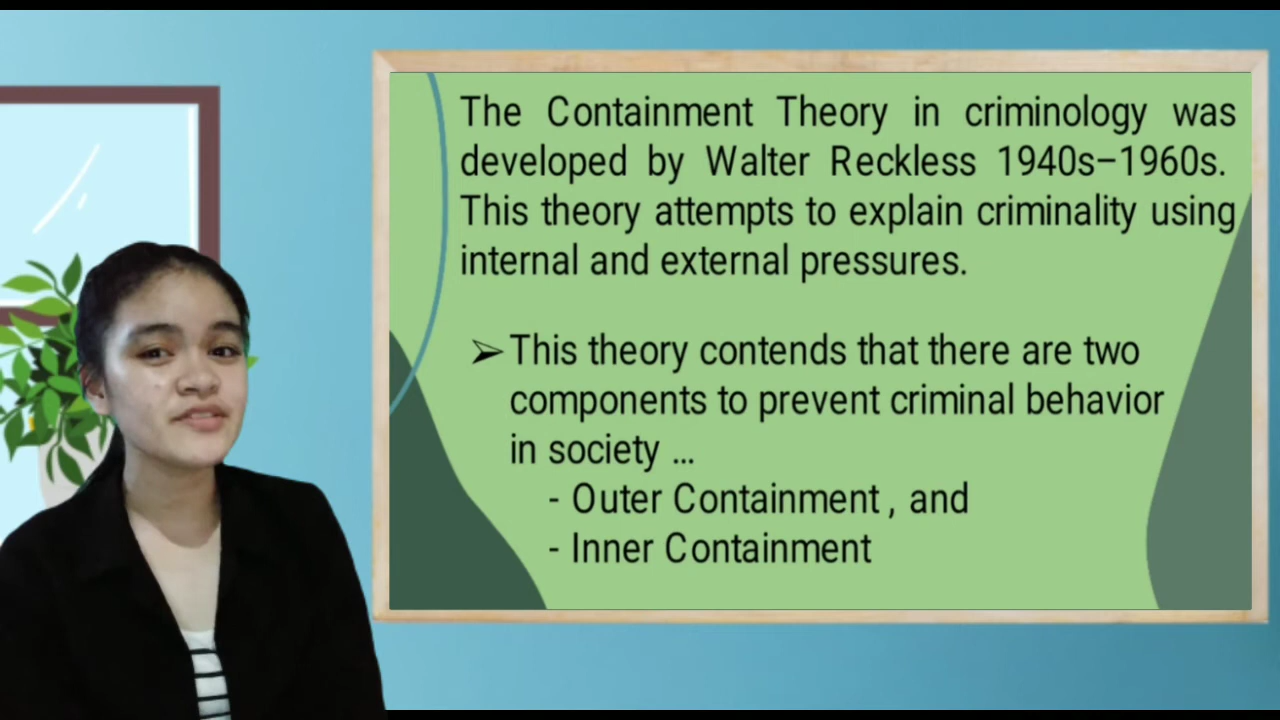 The Containment Theory in criminology was
developed by Walter Reckless 1940s–1960s.
This theory attempts to explain criminality using
internal and external pressures.
➢ This theory contends that there are two
components to prevent criminal behavior
in society ...
- Outer Containment , and
- Inner Containment